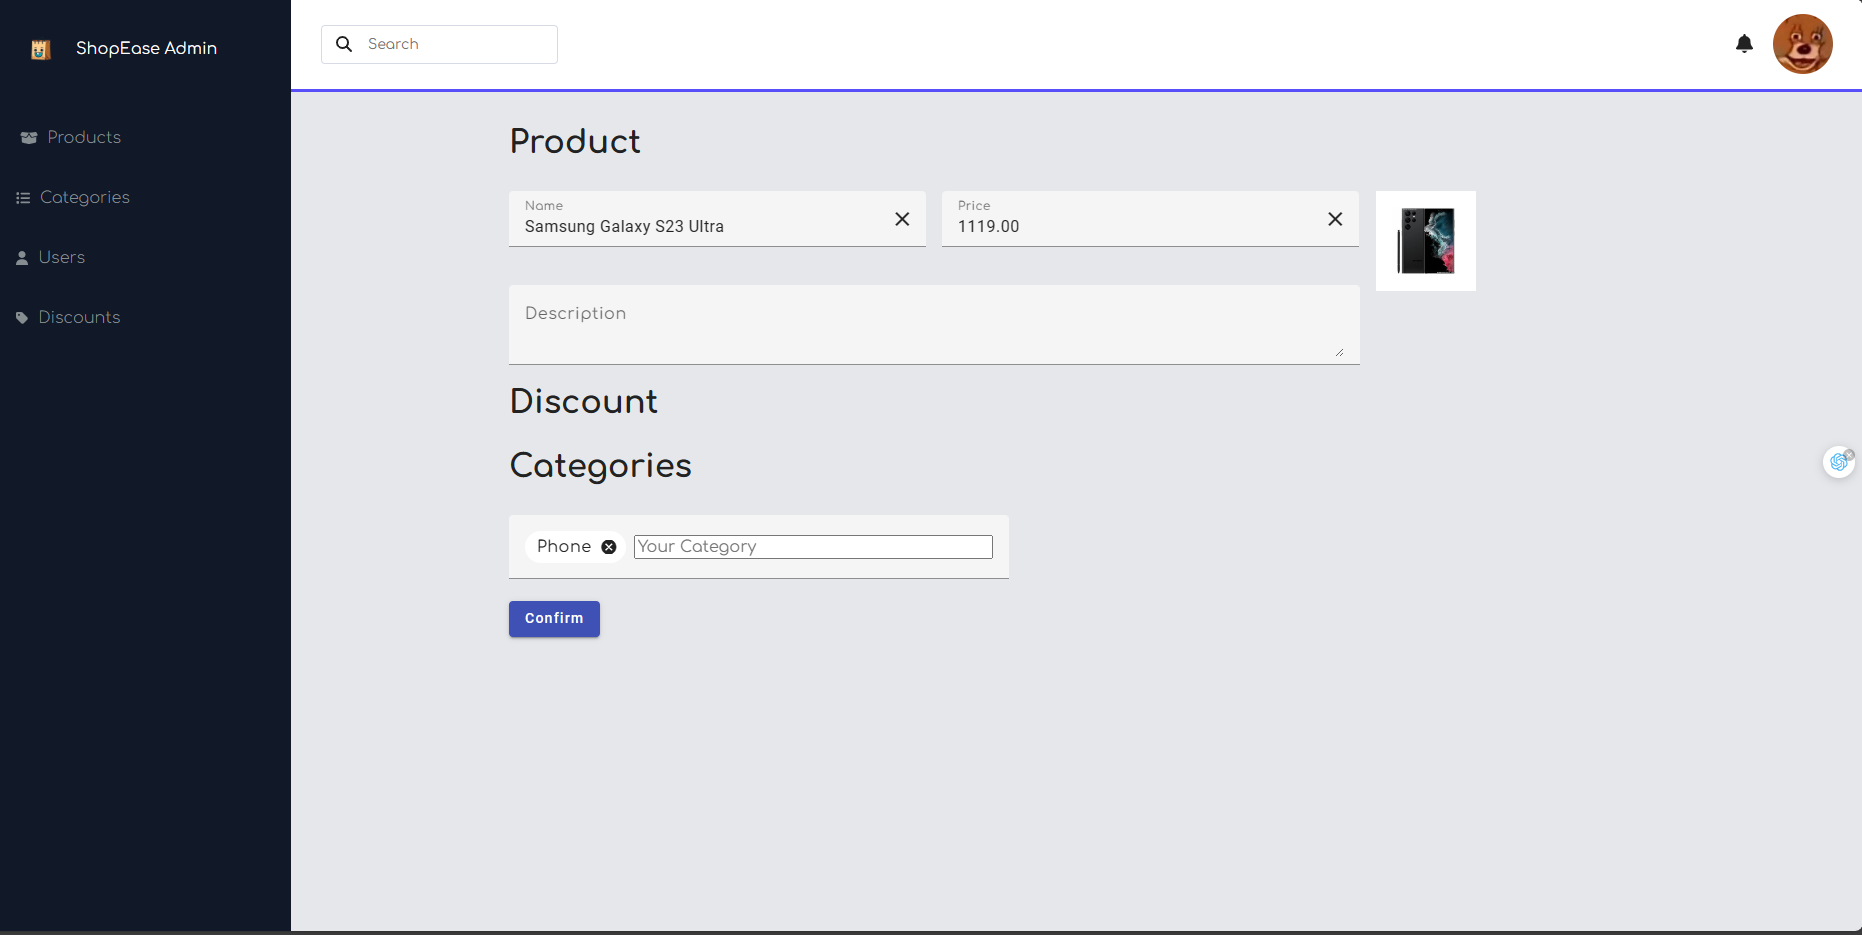 ShopEase Admin
Search
Products
Categories
Users
Discounts
Product
Name
Samsung Galaxy S23 Ultra
Price
1119.00
Description
Discount
Categories
Phone
Your Category
Confirm